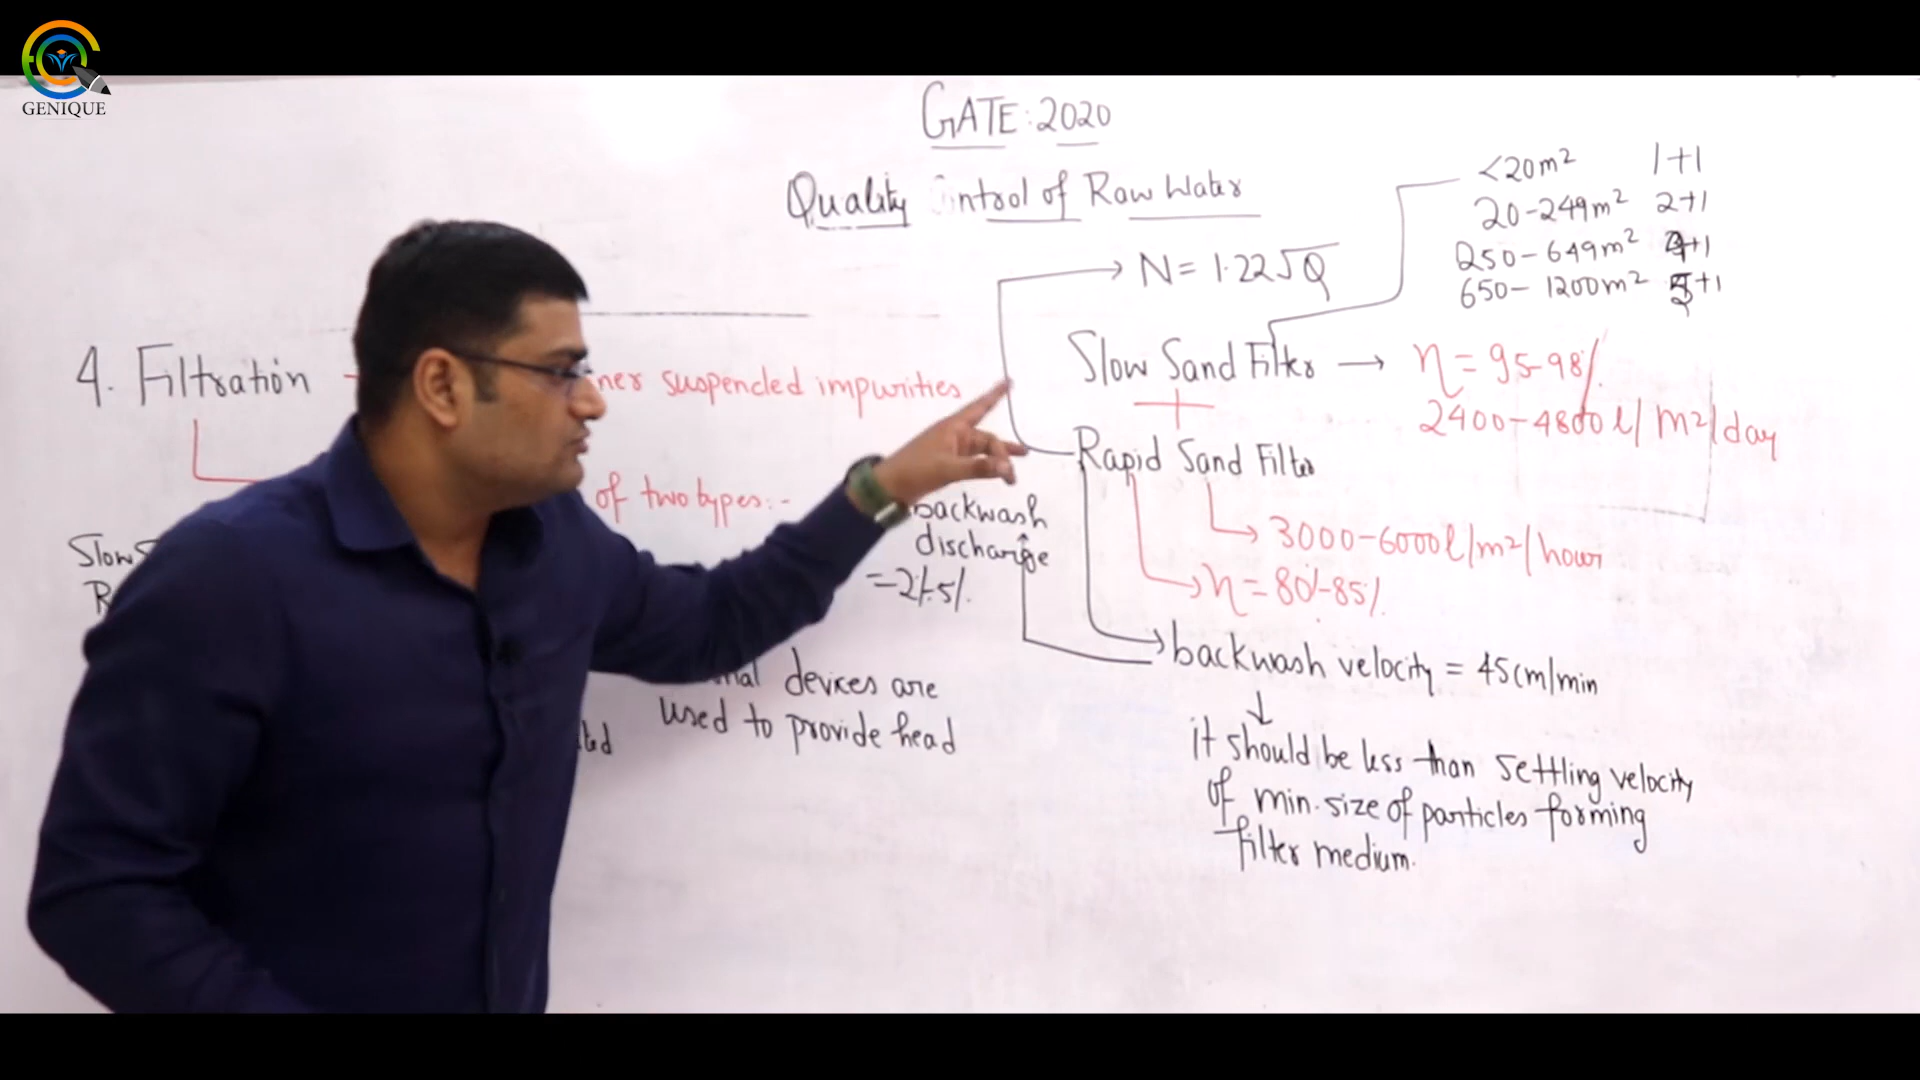 GENIQUE
GATE: 2020
Quality Control of Raw Water
<20m² 1+1
20-249m² 2+1
250-649m² +1
650-1200m² 5+1
N = 1.22√Q
4. Filtration
ner suspended impurities
Slow Sand Filter → η = 95-98%
+
2400-4800 l/m²/day
Rapid Sand Filter
of two types:-
3000-6000 l/m²/hour
η = 80%-85%
backwash
discharge
= 2%-5%
Slow S
R
backwash velocity = 45cm/min
↓
it should be less than settling velocity
of min. size of particles forming
filter medium.
nal devices are
used to provide head
ted